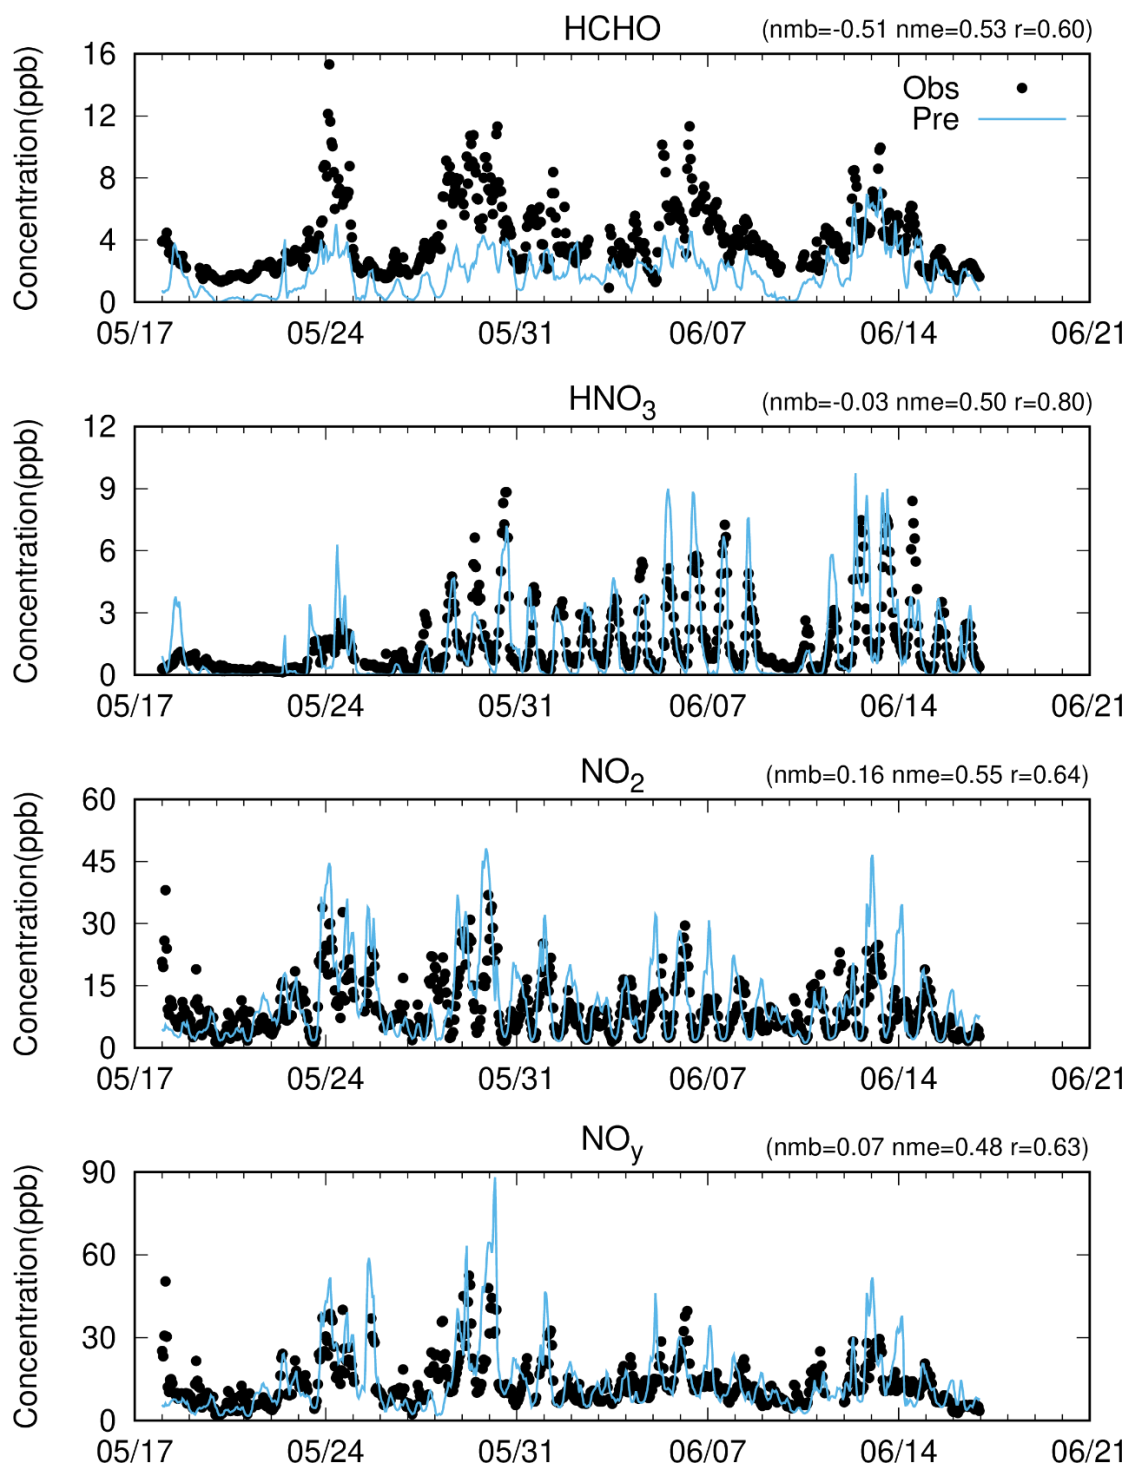 HCHO (nmb=-0.51 nme=0.53 r=0.60)
Concentration(ppb)
16
12
8
4
0
Obs
Pre
05/17 05/24 05/31 06/07 06/14 06/21
HNO3 (nmb=-0.03 nme=0.50 r=0.80)
Concentration(ppb)
12
9
6
3
0
05/17 05/24 05/31 06/07 06/14 06/21
NO2 (nmb=0.16 nme=0.55 r=0.64)
Concentration(ppb)
60
45
30
15
0
05/17 05/24 05/31 06/07 06/14 06/21
NOy (nmb=0.07 nme=0.48 r=0.63)
Concentration(ppb)
90
60
30
0
05/17 05/24 05/31 06/07 06/14 06/21